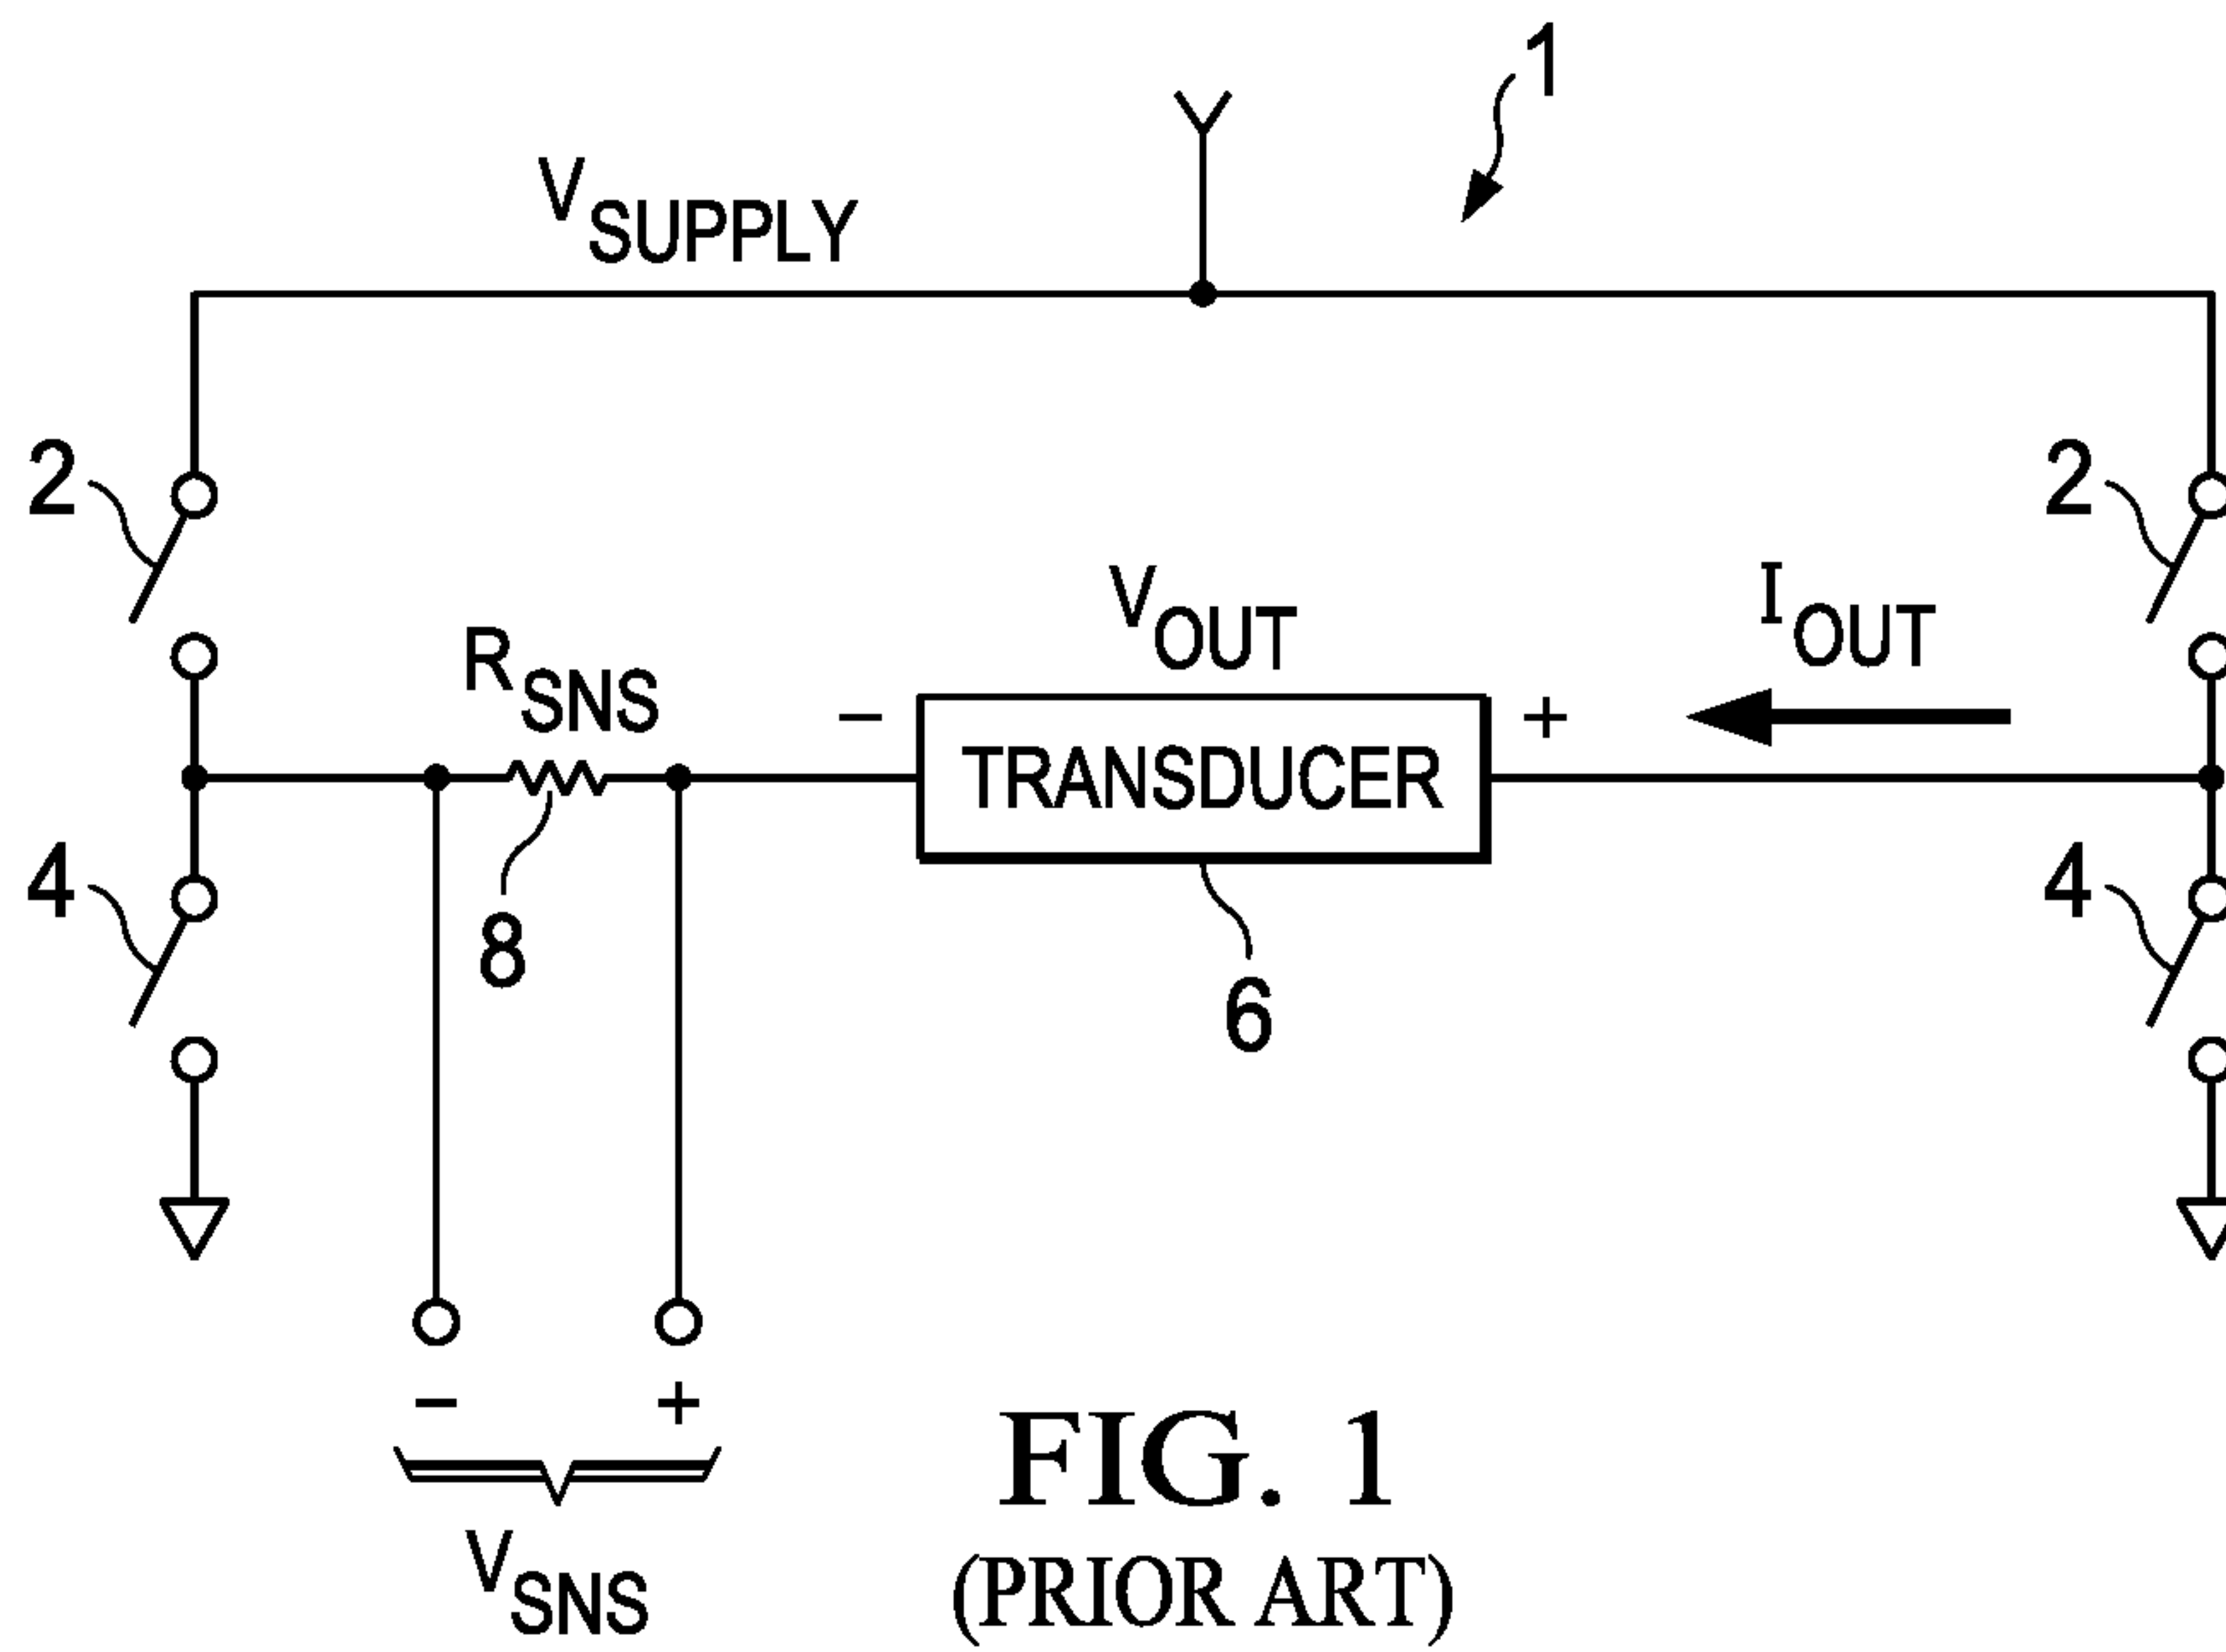 1
VSUPPLY
2
2
VOUT
IOUT
RSNS
− +
TRANSDUCER
4
4
8
6
− +
VSNS
FIG. 1
(PRIOR ART)